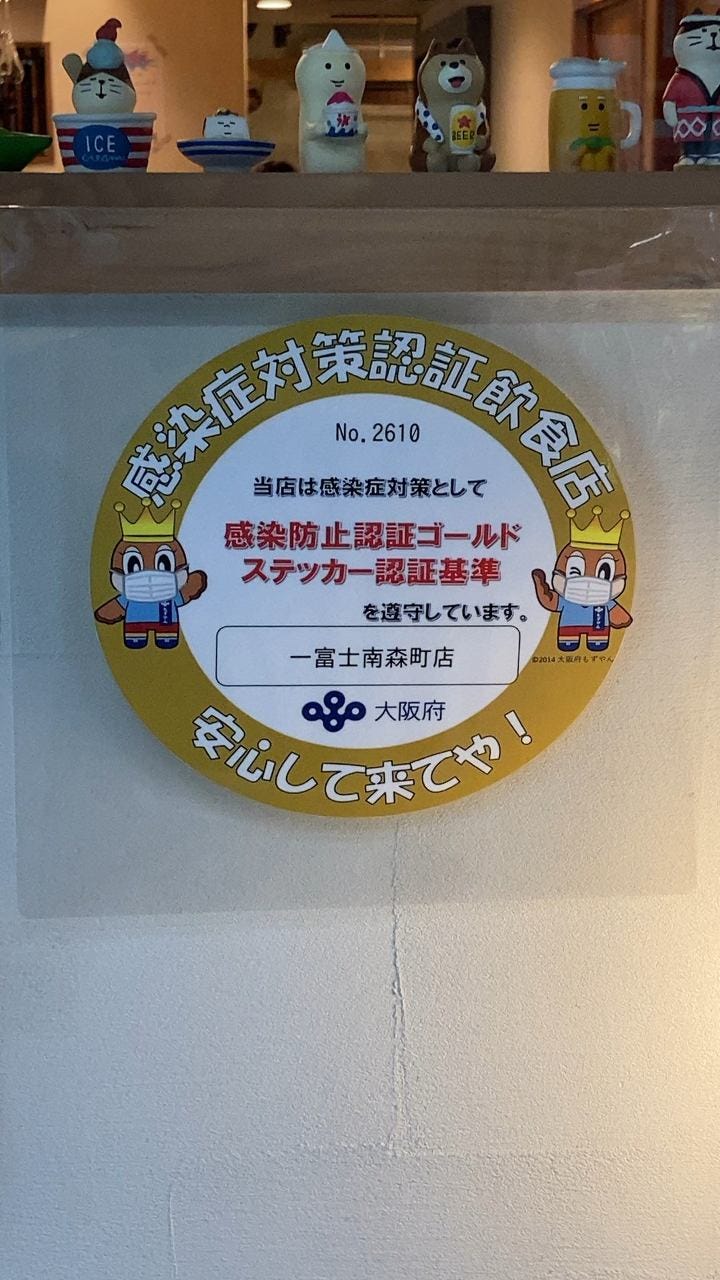 ICE
BEER
感染症対策認証飲食店
No.2610
当店は感染症対策として
感染防止認証ゴールド
ステッカー認証基準
を遵守しています。
一富士南森町店
©2014 大阪府もずやん
大阪府
安心して来てや！